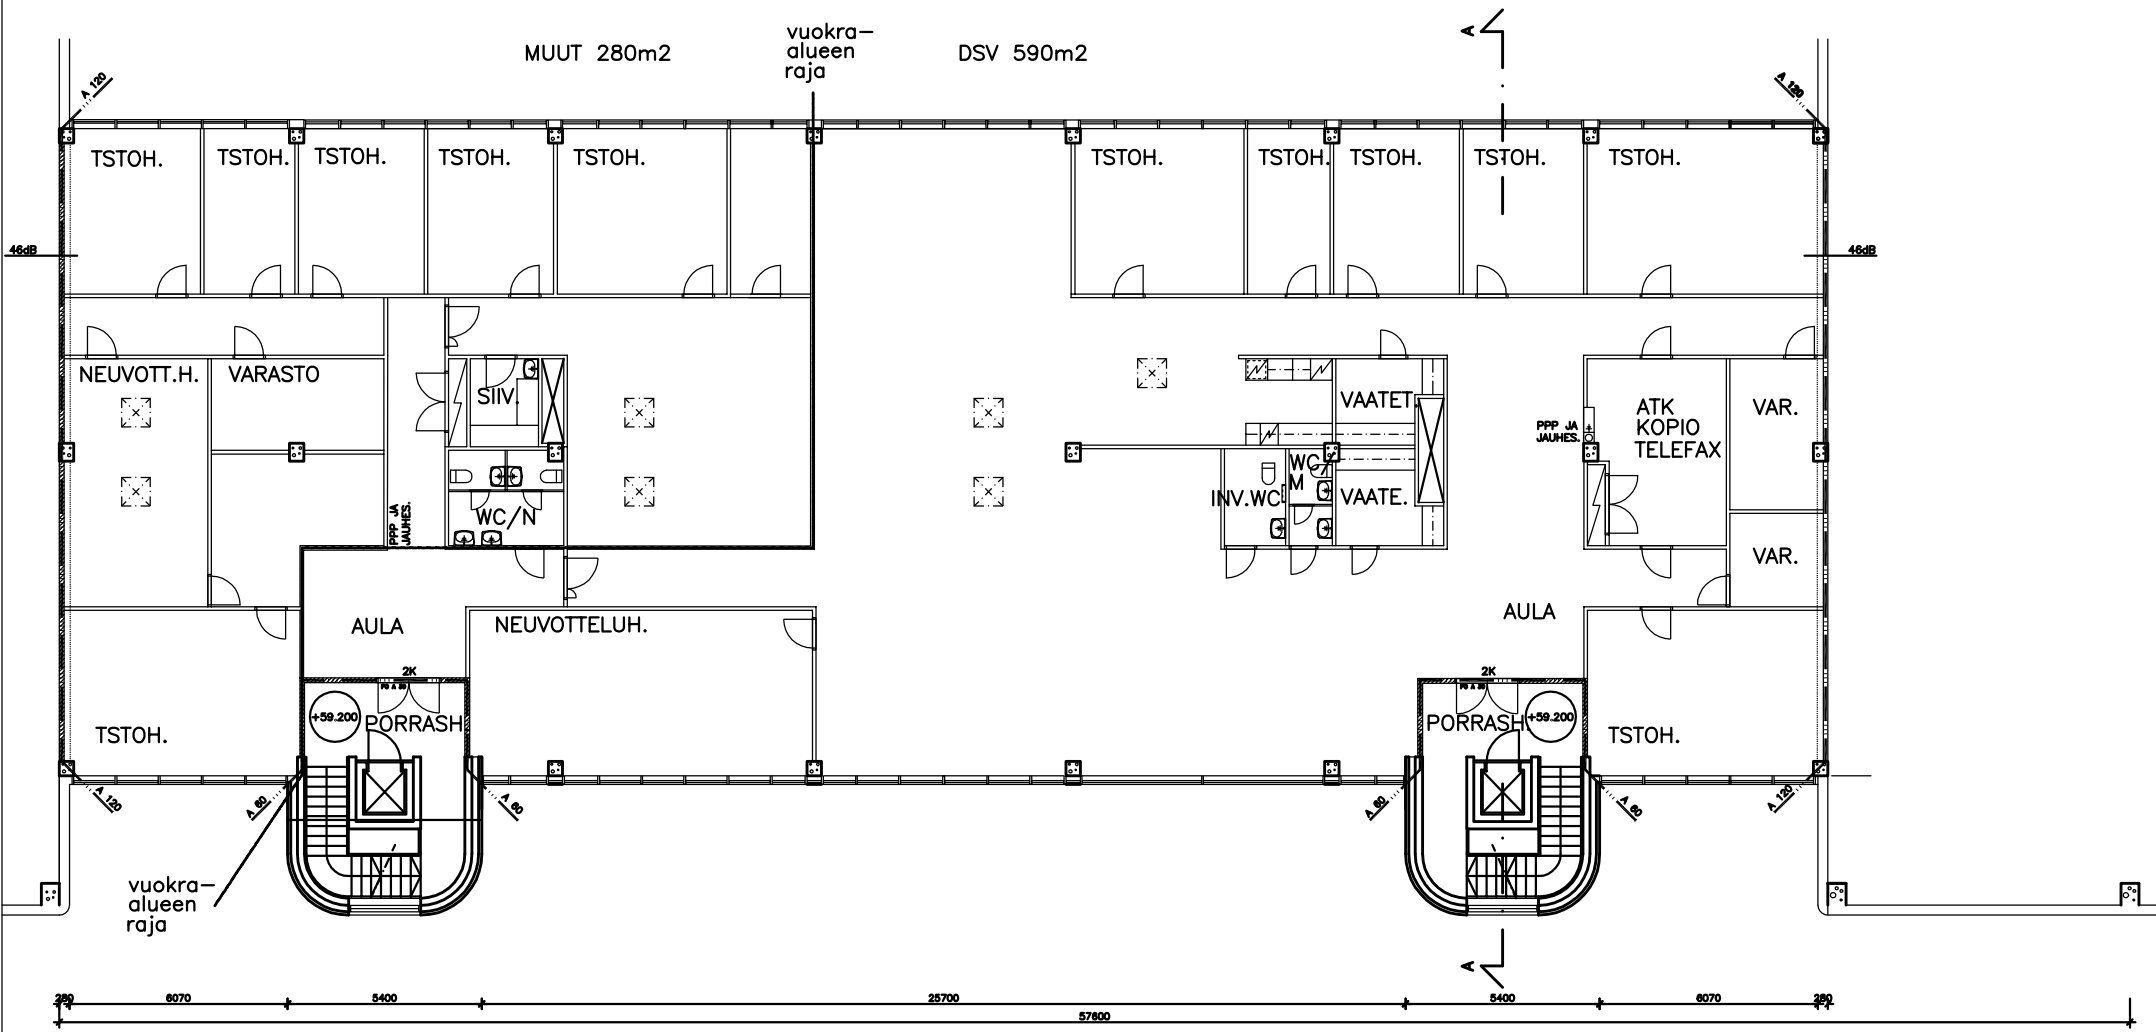 vuokra-
alueen
raja
MUUT 280m2
DSV 590m2
A
A 120
A 120
TSTOH.
TSTOH.
TSTOH.
TSTOH.
TSTOH.
TSTOH.
TSTOH.
TSTOH.
TSTOH.
TSTOH.
46dB
46dB
NEUVOTT.H.
VARASTO
SIIV.
VAATET.
ATK
KOPIO
TELEFAX
VAR.
PPP JA
JAUHES.
WC/
M
INV.WC
VAATE.
PPP JA
JAUHES.
WC/N
VAR.
AULA
NEUVOTTELUH.
AULA
2K
2K
+59.200
PORRASH
PORRASH.
+59.200
TSTOH.
TSTOH.
A 120
A 60
A 60
A 60
A 60
A 120
vuokra-
alueen
raja
A
280
6070
5400
25700
5400
6070
280
57600